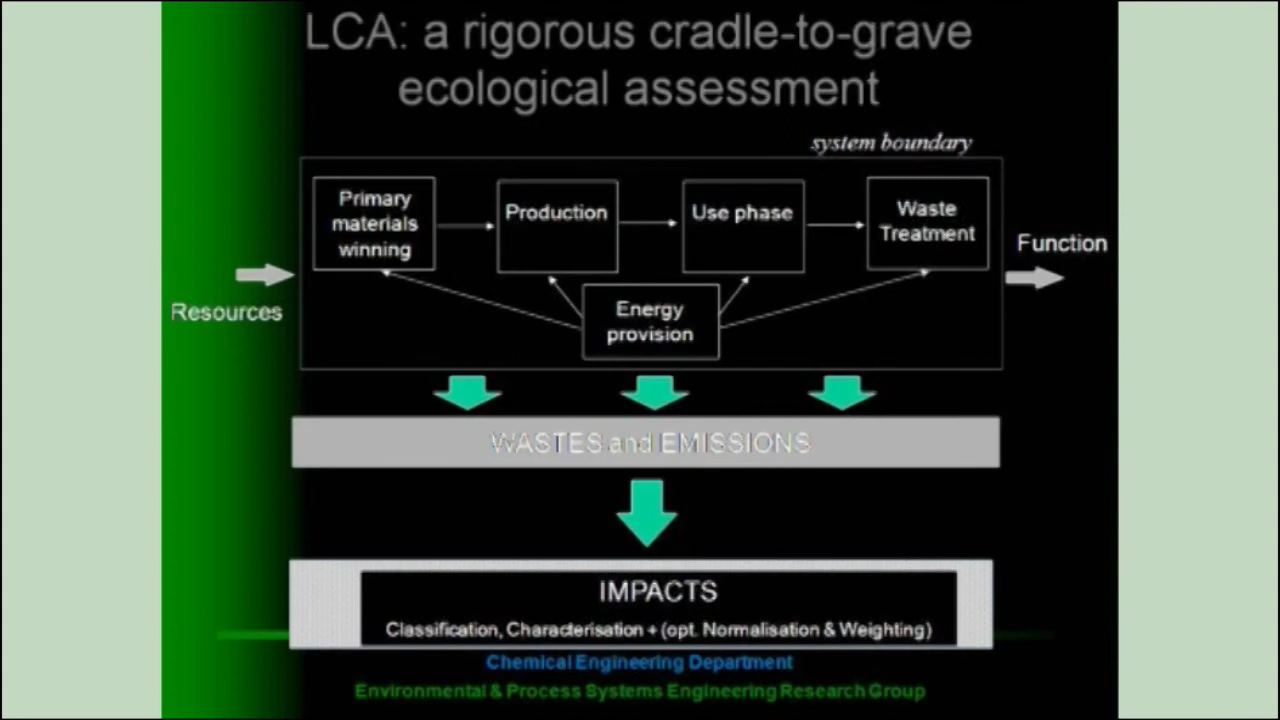 LCA: a rigorous cradle-to-grave
ecological assessment
system boundary
Primary
materials
winning
Production
Use phase
Waste
Treatment
Function
Resources
Energy
provision
WASTES and EMISSIONS
IMPACTS
Classification, Characterisation + (opt. Normalisation & Weighting)
Chemical Engineering Department
Environmental & Process Systems Engineering Research Group